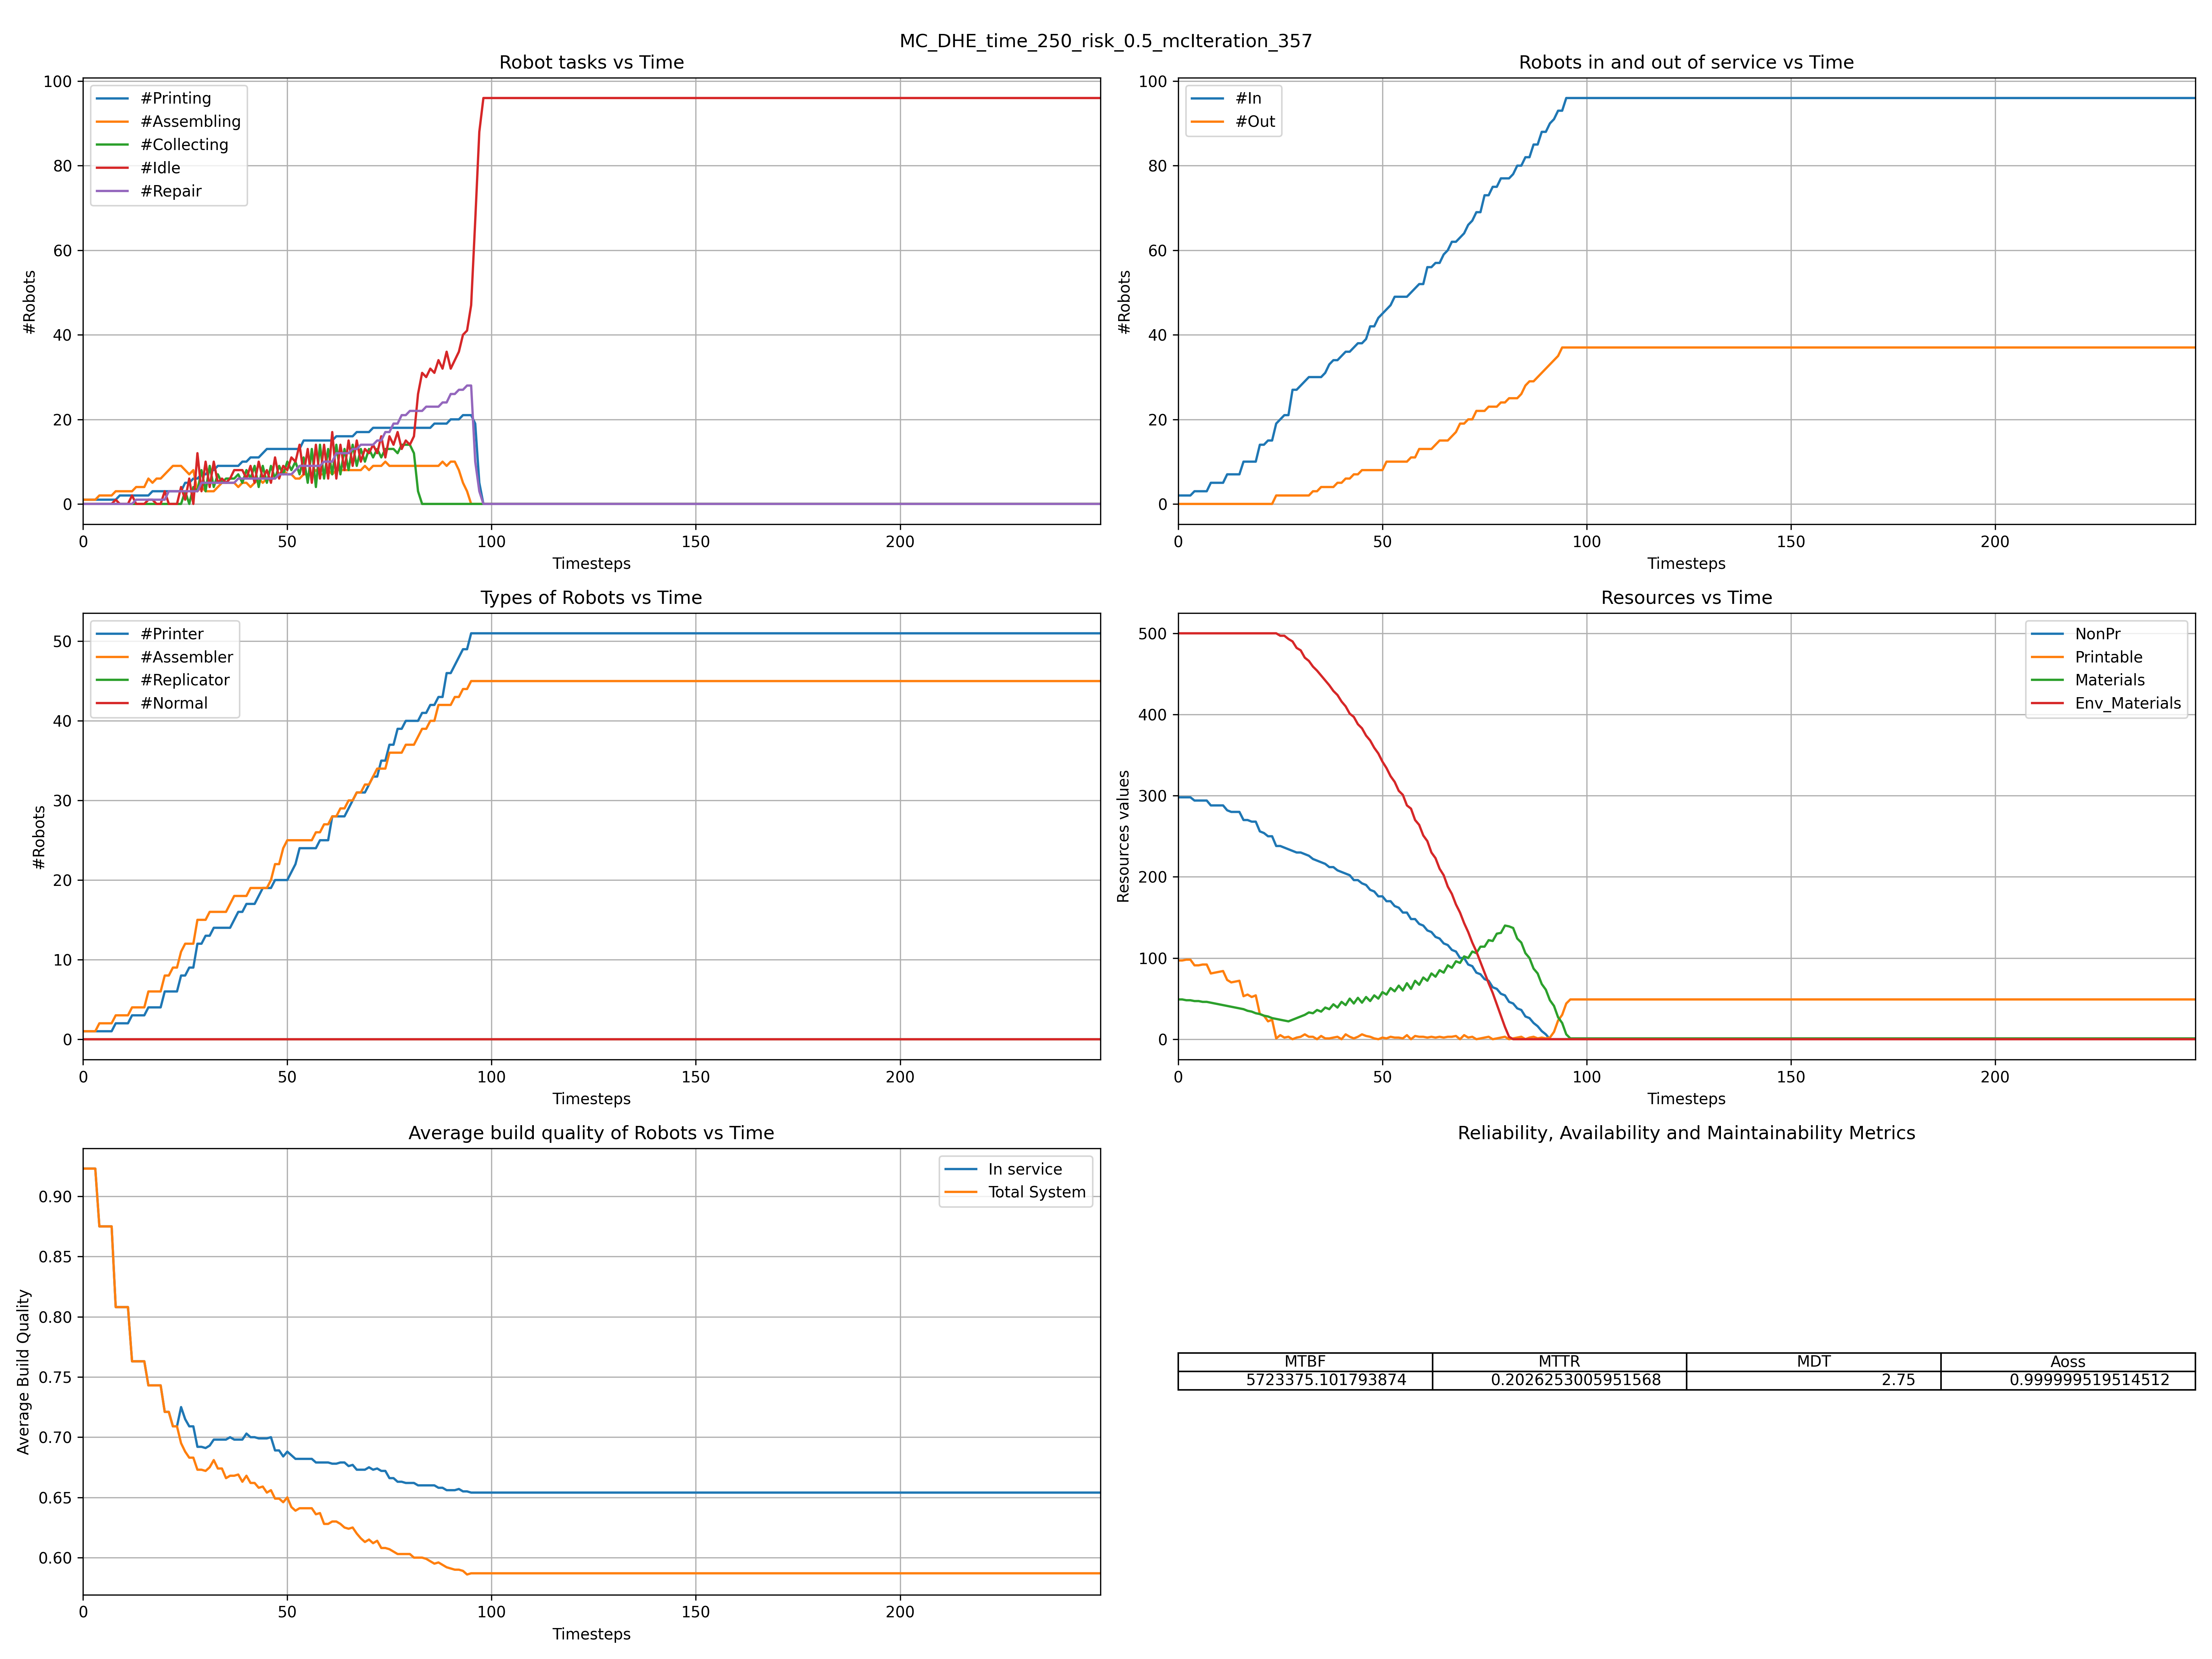 MC_DHE_time_250_risk_0.5_mcIteration_357
Robot tasks vs Time
#Robots
100
80
60
40
20
0
#Printing
#Assembling
#Collecting
#Idle
#Repair
0 50 100 150 200
Timesteps
Robots in and out of service vs Time
#Robots
100
80
60
40
20
0
#In
#Out
0 50 100 150 200
Timesteps
Types of Robots vs Time
#Robots
50
40
30
20
10
0
#Printer
#Assembler
#Replicator
#Normal
0 50 100 150 200
Timesteps
Resources vs Time
Resources values
500
400
300
200
100
0
NonPr
Printable
Materials
Env_Materials
0 50 100 150 200
Timesteps
Average build quality of Robots vs Time
Average Build Quality
0.90
0.85
0.80
0.75
0.70
0.65
0.60
In service
Total System
0 50 100 150 200
Timesteps
Reliability, Availability and Maintainability Metrics
MTBF MTTR MDT Aoss
5723375.101793874 0.2026253005951568 2.75 0.999999519514512